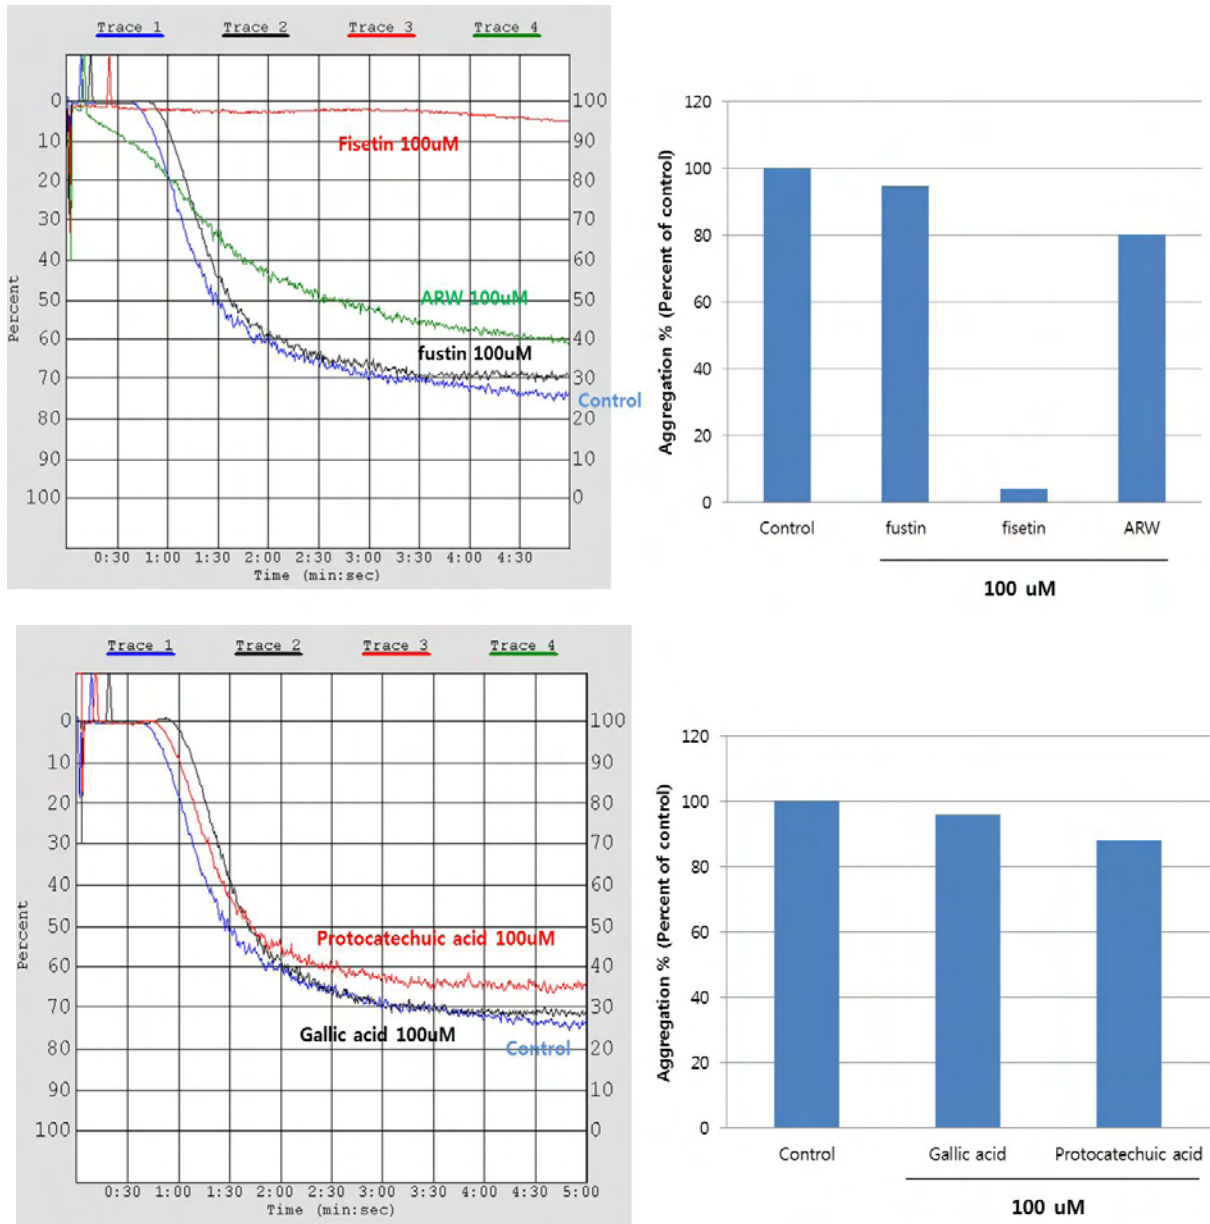 Trace 1 Trace 2 Trace 3 Trace 4
0 100
10 90
20 80
30 70
40 60
50 50
60 40
70 30
80 20
90 10
100 0
Percent
Fisetin 100uM
ARW 100uM
fustin 100uM
Control
0:30 1:00 1:30 2:00 2:30 3:00 3:30 4:00 4:30
Time (min:sec)
Aggregation % (Percent of control)
120
100
80
60
40
20
0
Control fustin fisetin ARW
100 uM
Trace 1 Trace 2 Trace 3 Trace 4
0 100
10 90
20 80
30 70
40 60
50 50
60 40
70 30
80 20
90 10
100 0
Percent
Protocatechuic acid 100uM
Gallic acid 100uM
Control
0:30 1:00 1:30 2:00 2:30 3:00 3:30 4:00 4:30 5:00
Time (min:sec)
Aggregation % (Percent of control)
120
100
80
60
40
20
0
Control Gallic acid Protocatechuic acid
100 uM